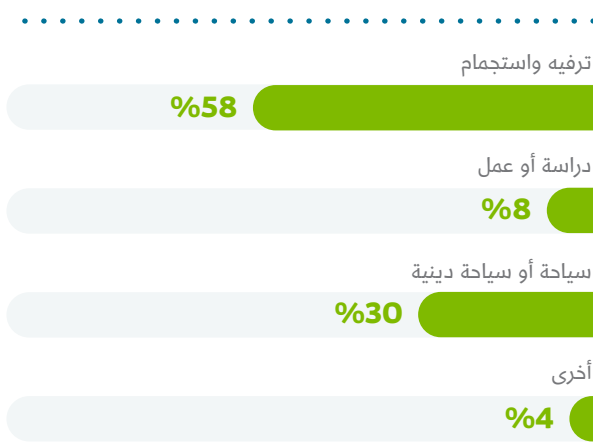 ترفيه واستجمام
%58
دراسة أو عمل
%8
سياحة أو سياحة دينية
%30
أخرى
%4